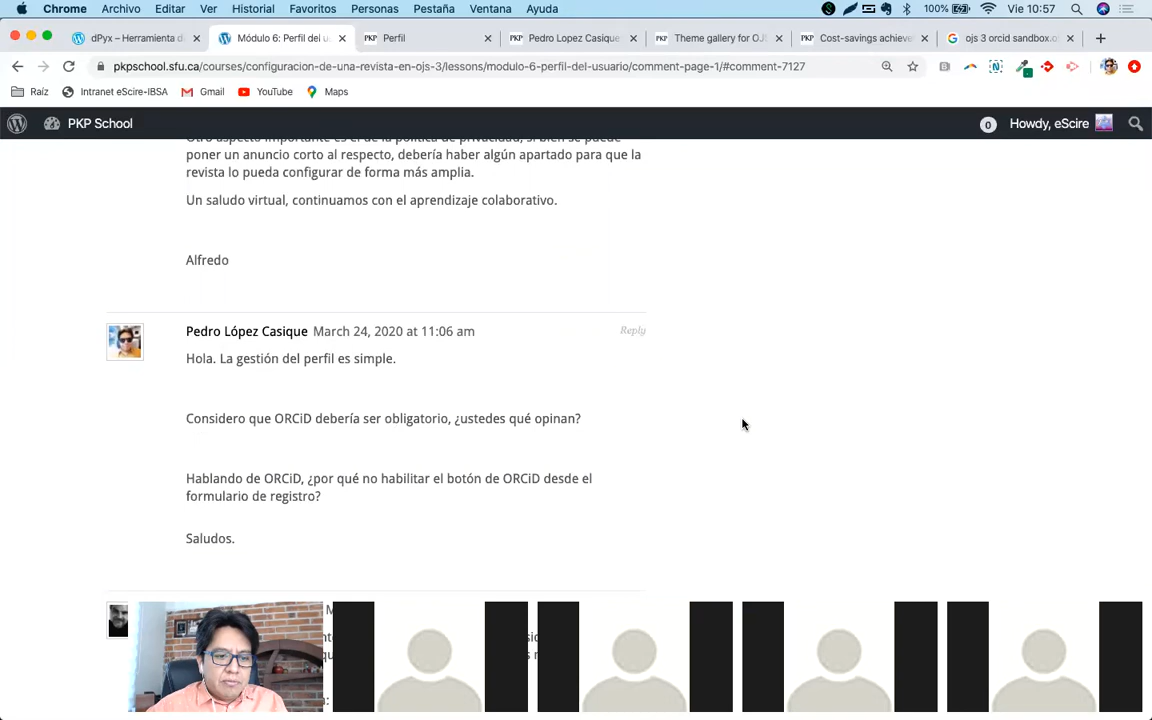 Chrome Archivo Editar Ver Historial Favoritos Personas Pestaña Ventana Ayuda 100% Vie 10:57
dPyx – Herramienta d Módulo 6: Perfil del u PKP Perfil PKP Pedro Lopez Casique PKP Theme gallery for OJ PKP Cost-savings achieve ojs 3 orcid sandbox.o
pkpschool.sfu.ca/courses/configuracion-de-una-revista-en-ojs-3/lessons/modulo-6-perfil-del-usuario/comment-page-1/#comment-7127
Raíz Intranet eScire-IBSA Gmail YouTube Maps
PKP School 0 Howdy, eScire
Otro aspecto importante es el de la política de privacidad, si bien se puede
poner un anuncio corto al respecto, debería haber algún apartado para que la
revista lo pueda configurar de forma más amplia.
Un saludo virtual, continuamos con el aprendizaje colaborativo.
Alfredo
Pedro López Casique March 24, 2020 at 11:06 am Reply
Hola. La gestión del perfil es simple.
Considero que ORCiD debería ser obligatorio, ¿ustedes qué opinan?
Hablando de ORCiD, ¿por qué no habilitar el botón de ORCiD desde el
formulario de registro?
Saludos.